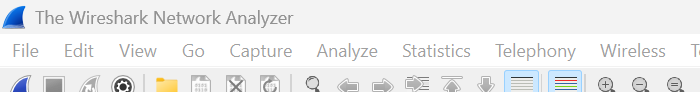 The Wireshark Network Analyzer
File Edit View Go Capture Analyze Statistics Telephony Wireless